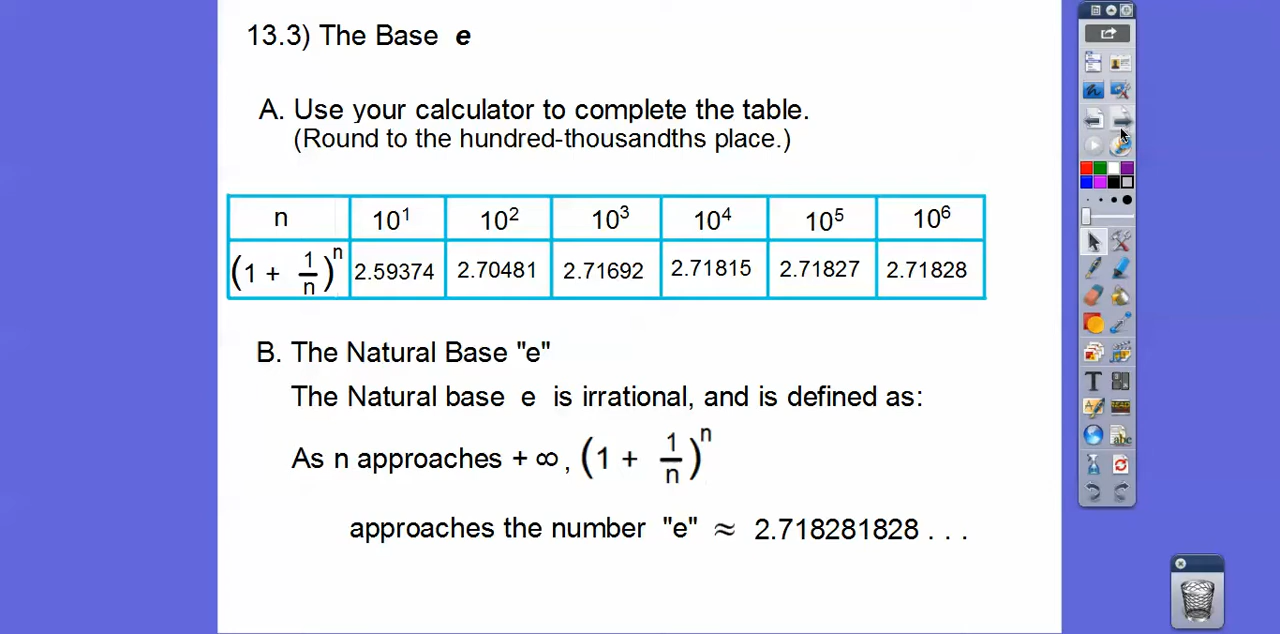 13.3) The Base e
A. Use your calculator to complete the table.
(Round to the hundred-thousandths place.)
n 10¹ 10² 10³ 10⁴ 10⁵ 10⁶
(1 + 1/n)ⁿ 2.59374 2.70481 2.71692 2.71815 2.71827 2.71828
B. The Natural Base "e"
The Natural base e is irrational, and is defined as:
As n approaches + ∞, (1 + 1/n)ⁿ
approaches the number "e" ≈ 2.718281828 . . .